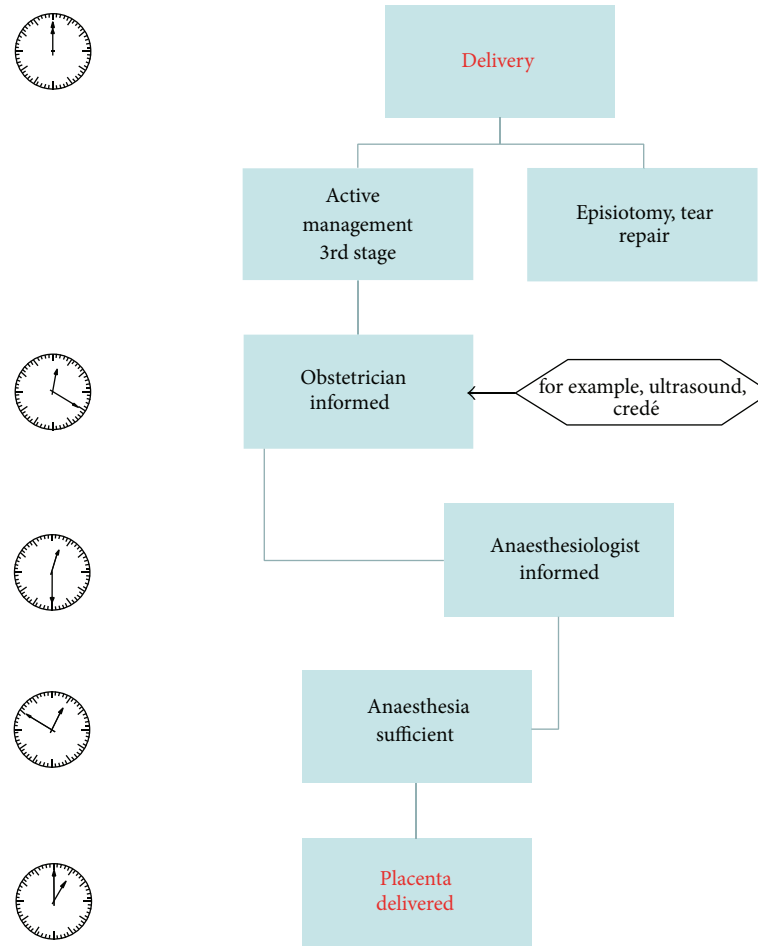 Delivery
Active
management
3rd stage
Episiotomy, tear
repair
Obstetrician
informed
for example, ultrasound,
credé
Anaesthesiologist
informed
Anaesthesia
sufficient
Placenta
delivered